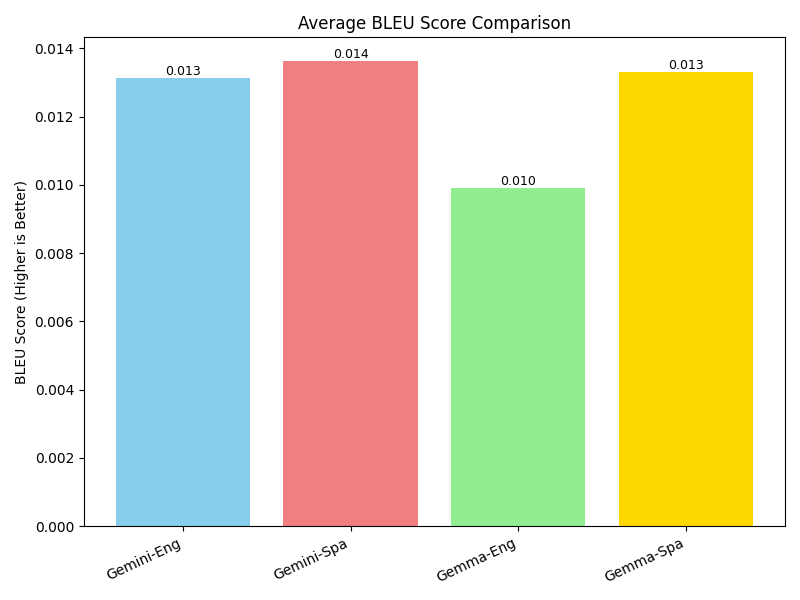 Average BLEU Score Comparison
BLEU Score (Higher is Better)
0.014
0.012
0.010
0.008
0.006
0.004
0.002
0.000
0.013
0.014
0.010
0.013
Gemini-Eng
Gemini-Spa
Gemma-Eng
Gemma-Spa